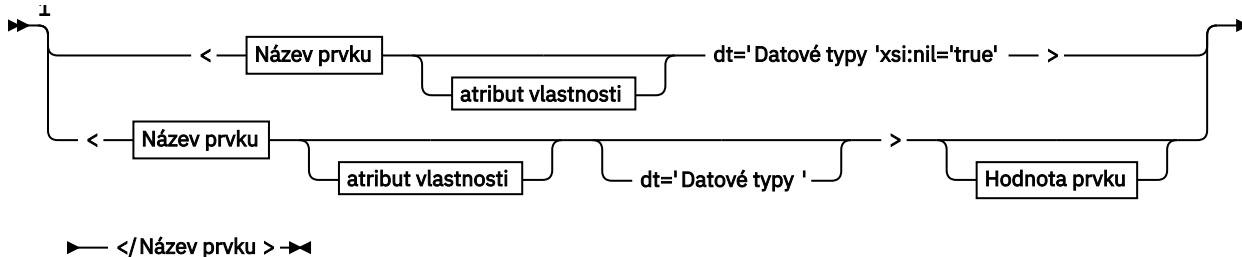 1
< Název prvku dt='Datové typy 'xsi:nil='true' >
atribut vlastnosti
< Název prvku >
atribut vlastnosti dt='Datové typy ' Hodnota prvku
</Název prvku >